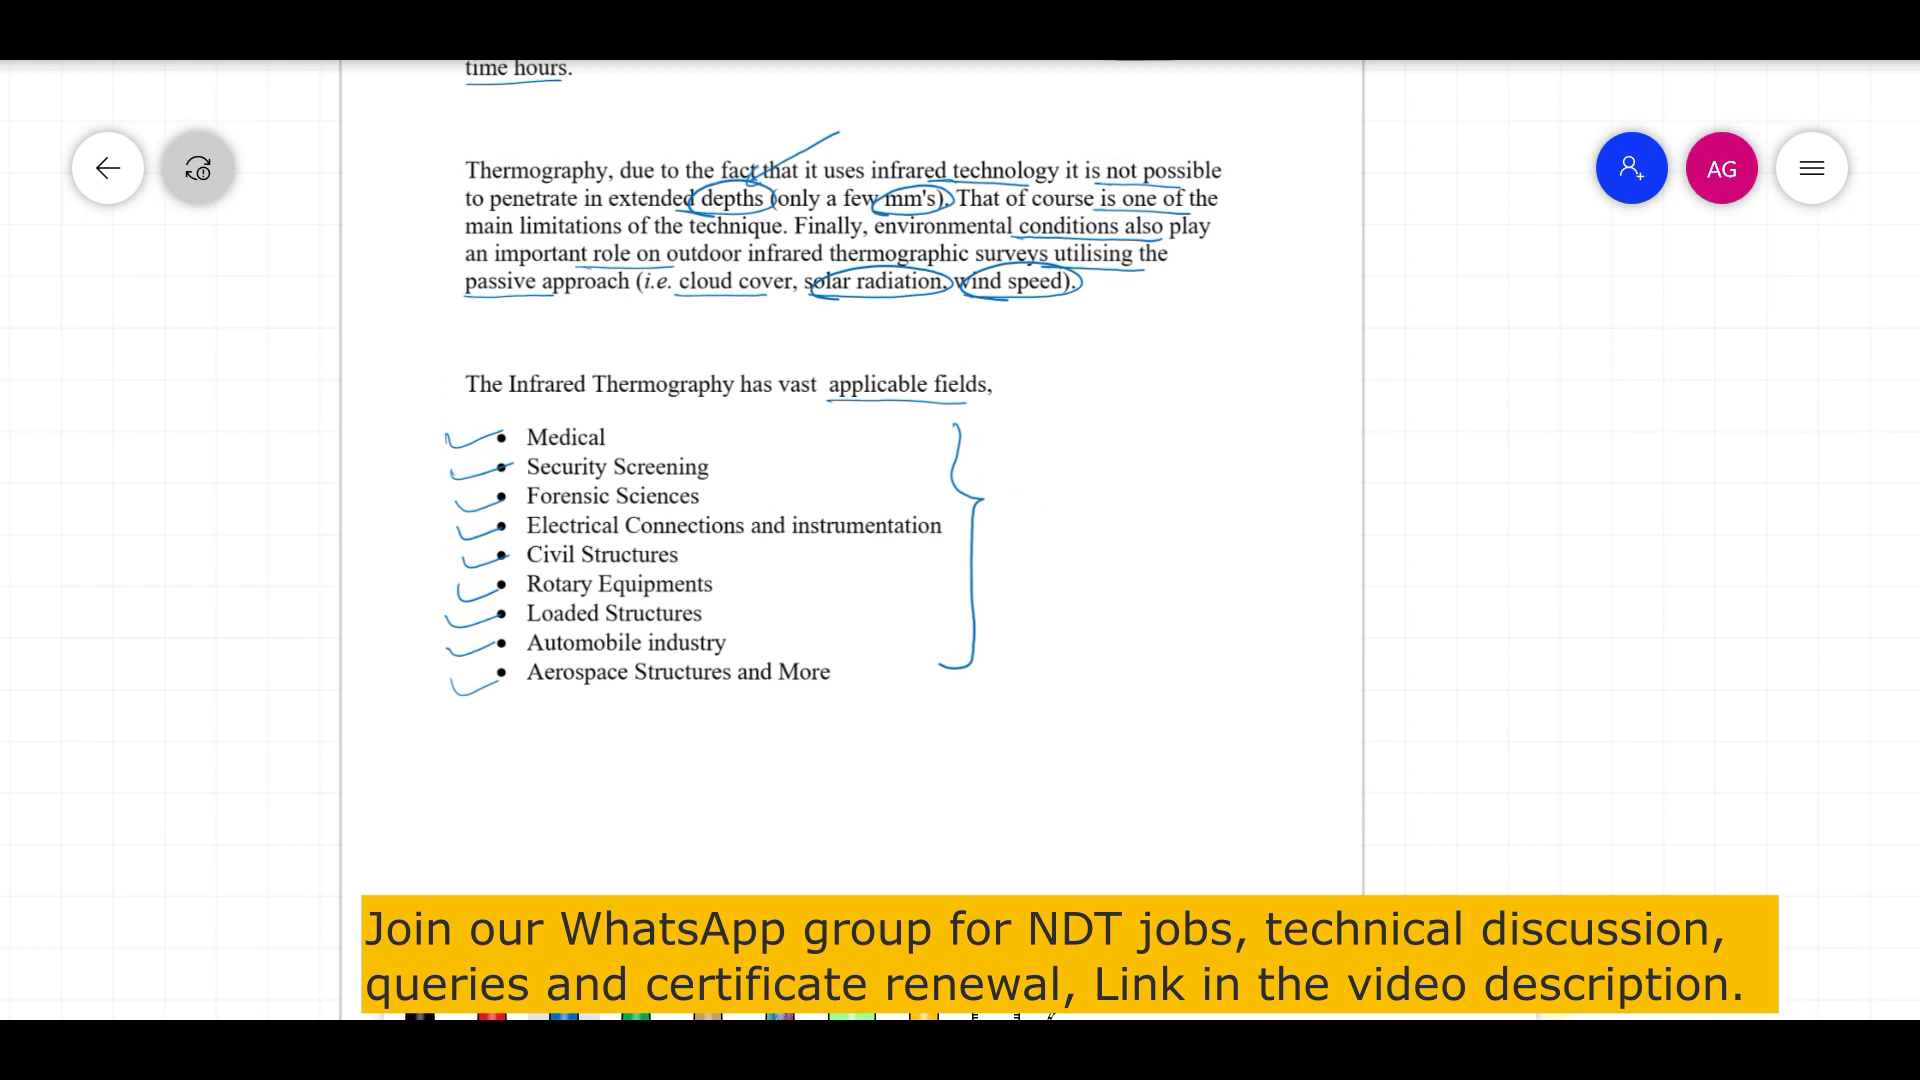 time hours.
AG
Thermography, due to the fact that it uses infrared technology it is not possible
to penetrate in extended depths (only a few mm's). That of course is one of the
main limitations of the technique. Finally, environmental conditions also play
an important role on outdoor infrared thermographic surveys utilising the
passive approach (i.e. cloud cover, solar radiation, wind speed).
The Infrared Thermography has vast applicable fields,
• Medical
• Security Screening
• Forensic Sciences
• Electrical Connections and instrumentation
• Civil Structures
• Rotary Equipments
• Loaded Structures
• Automobile industry
• Aerospace Structures and More
Join our WhatsApp group for NDT jobs, technical discussion,
queries and certificate renewal, Link in the video description.